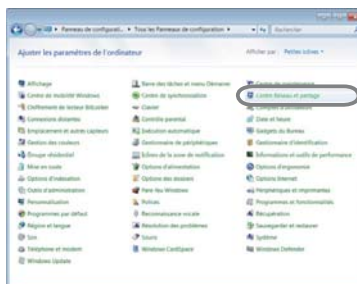 Panneau de configurati... ▸ Tous les Panneaux de configuration ▸
Rechercher
Ajuster les paramètres de l'ordinateur
Afficher par : Petites icônes
Affichage
Barre des tâches et menu Démarrer
Centre de maintenance
Centre de mobilité Windows
Centre de synchronisation
Centre Réseau et partage
Chiffrement de lecteur BitLocker
Clavier
Comptes d'utilisateurs
Connexions distantes
Contrôle parental
Date et heure
Emplacement et autres capteurs
Exécution automatique
Gadgets du Bureau
Gestion des couleurs
Gestionnaire de périphériques
Gestionnaire d'identification
Groupe résidentiel
Icônes de la zone de notification
Informations et outils de performance
Mise en route
Options d'alimentation
Options d'ergonomie
Options d'indexation
Options des dossiers
Options Internet
Outils d'administration
Pare-feu Windows
Périphériques et imprimantes
Personnalisation
Polices
Programmes et fonctionnalités
Programmes par défaut
Reconnaissance vocale
Récupération
Région et langue
Résolution des problèmes
Sauvegarder et restaurer
Son
Souris
Système
Téléphone et modem
Windows CardSpace
Windows Defender
Windows Update